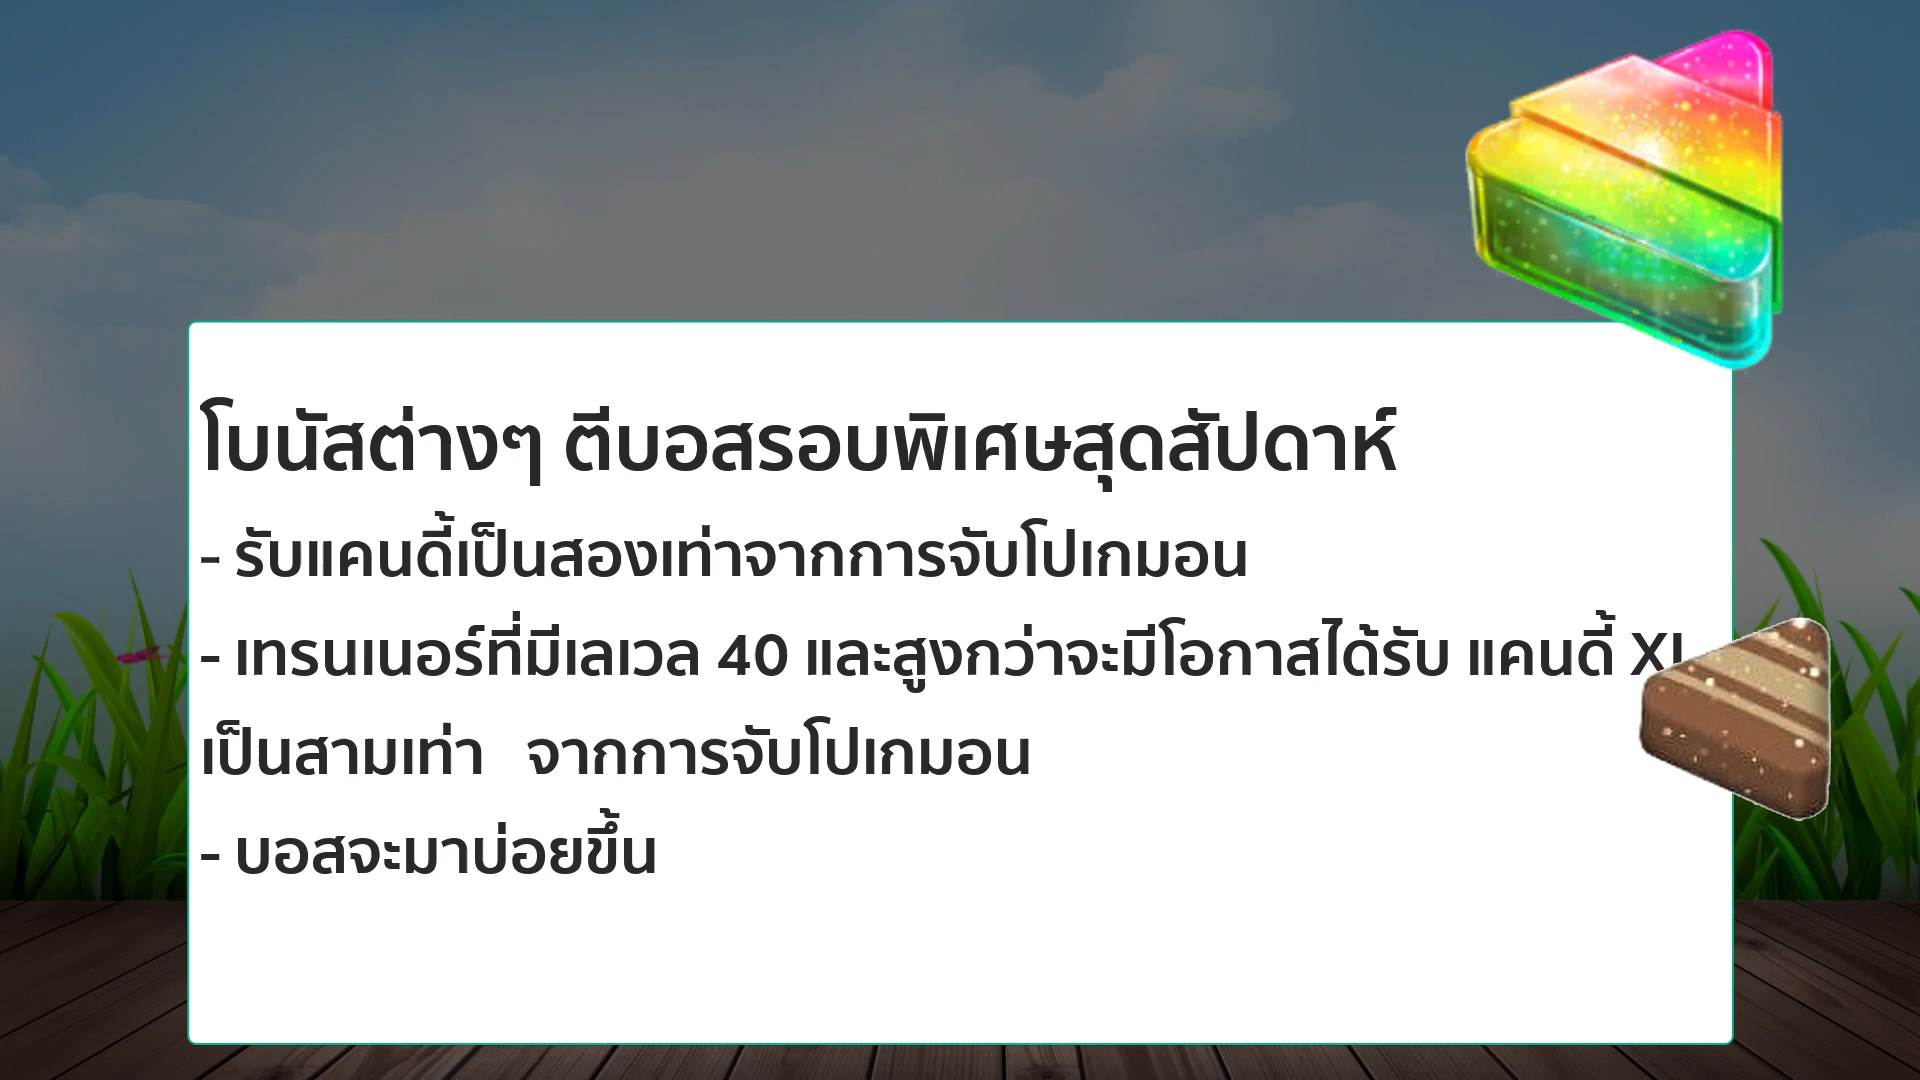 โบนัสต่างๆ ตีบอสรอบพิเศษสุดสัปดาห์
- รับแคนดี้เป็นสองเท่าจากการจับโปเกมอน
- เทรนเนอร์ที่มีเลเวล 40 และสูงกว่าจะมีโอกาสได้รับ แคนดี้ XL
เป็นสามเท่า จากการจับโปเกมอน
- บอสจะมาบ่อยขึ้น